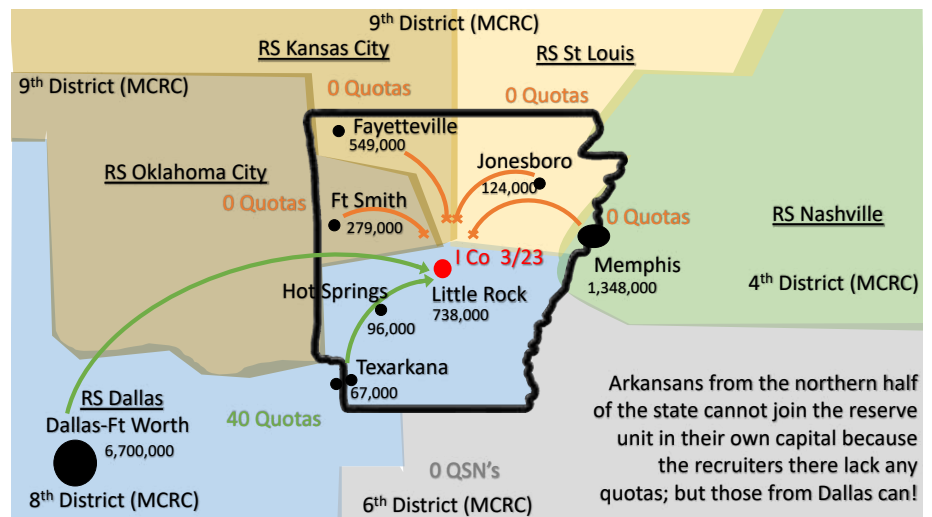 9th District (MCRC)
RS Kansas City
RS St Louis
9th District (MCRC)
0 Quotas
0 Quotas
Fayetteville
549,000
Jonesboro
124,000
RS Oklahoma City
0 Quotas
Ft Smith
279,000
0 Quotas
RS Nashville
I Co 3/23
Memphis
1,348,000
4th District (MCRC)
Hot Springs
96,000
Little Rock
738,000
Texarkana
67,000
RS Dallas
Dallas-Ft Worth
6,700,000
40 Quotas
8th District (MCRC)
0 QSN's
6th District (MCRC)
Arkansans from the northern half
of the state cannot join the reserve
unit in their own capital because
the recruiters there lack any
quotas; but those from Dallas can!